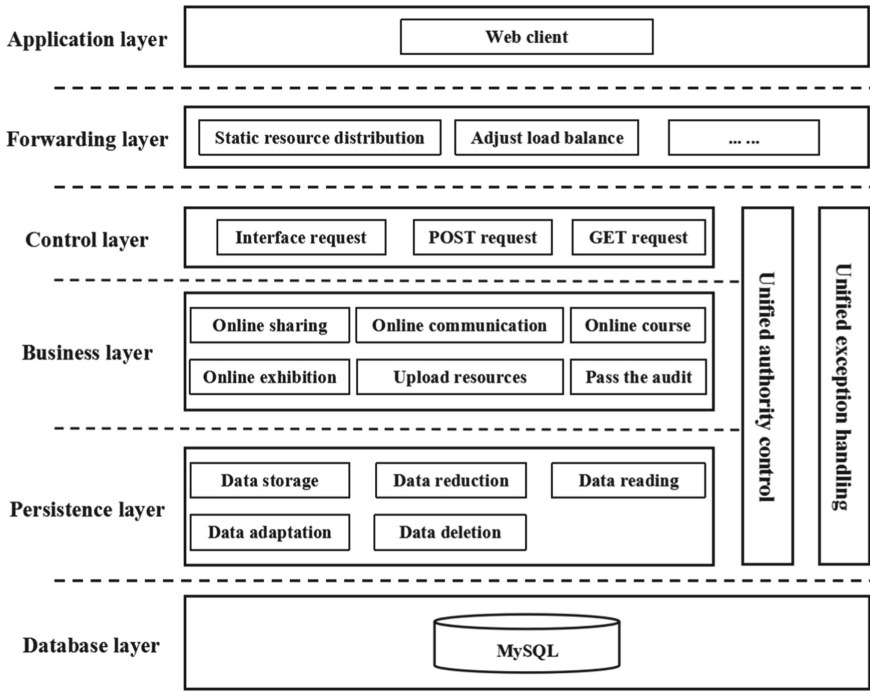 Application layer
Web client
Forwarding layer
Static resource distribution
Adjust load balance
... ...
Control layer
Interface request
POST request
GET request
Business layer
Online sharing
Online communication
Online course
Online exhibition
Upload resources
Pass the audit
Persistence layer
Data storage
Data reduction
Data reading
Data adaptation
Data deletion
Unified authority control
Unified exception handling
Database layer
MySQL